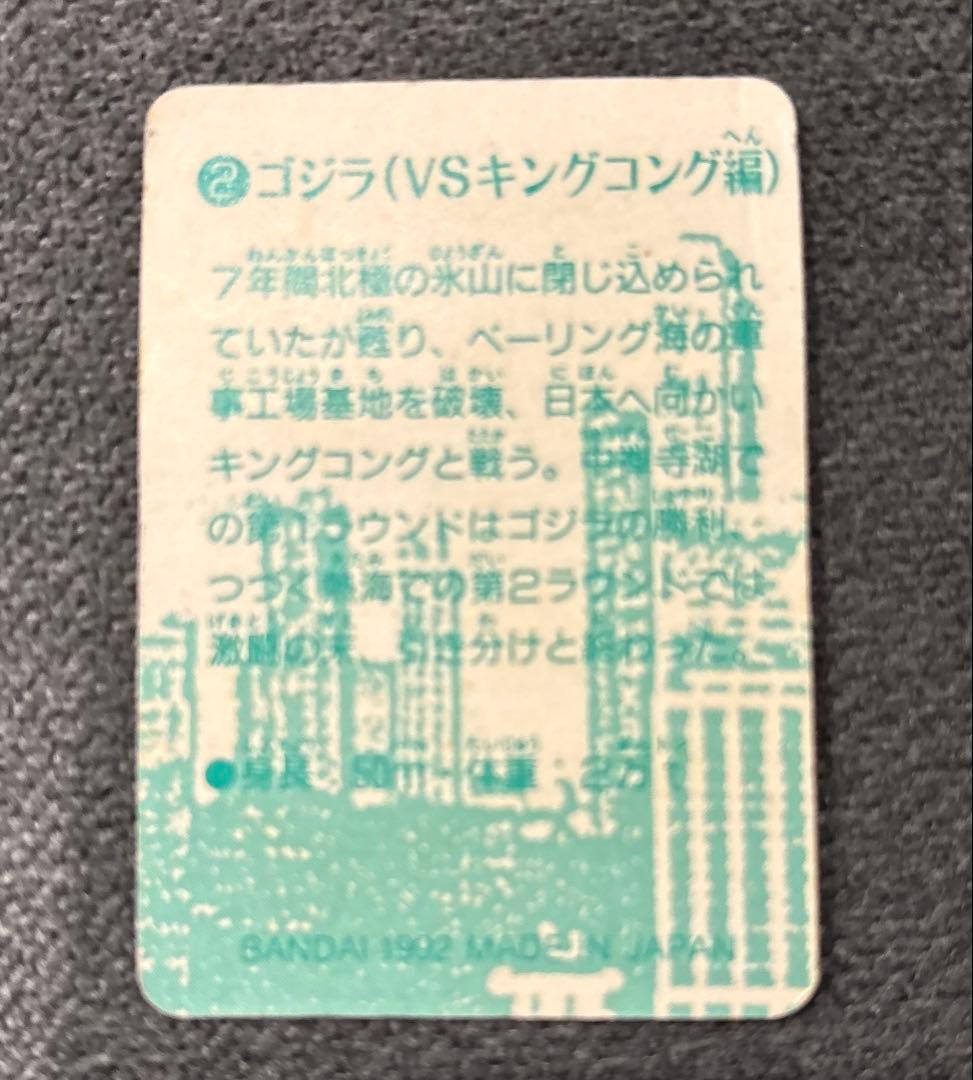 ②ゴジラ(VSキングコング編)
7年間北極の氷山に閉じ込められ
ていたが甦り、ベーリング海の軍
事工場基地を破壊、日本へ向かい
キングコングと戦う。中禅寺湖で
の第1ラウンドはゴジラの勝利、
つづく熱海での第2ラウンドでは
激闘の末、引き分けと終わった。
●身長:50m・体重:2万t
BANDAI 1992 MADE IN JAPAN